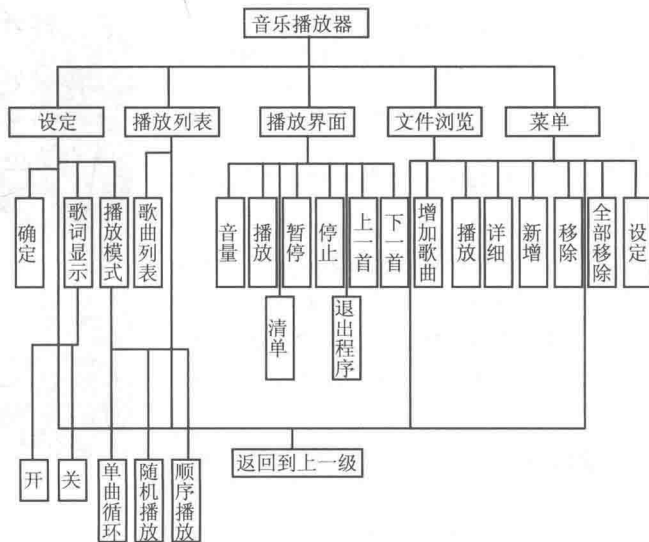 音乐播放器
设定
播放列表
播放界面
文件浏览
菜单
确定
歌词显示
播放模式
歌曲列表
音量
播放
暂停
停止
上一首
下一首
增加歌曲
播放
详细
新增
移除
全部移除
设定
清单
退出程序
开
关
单曲循环
随机播放
顺序播放
返回到上一级